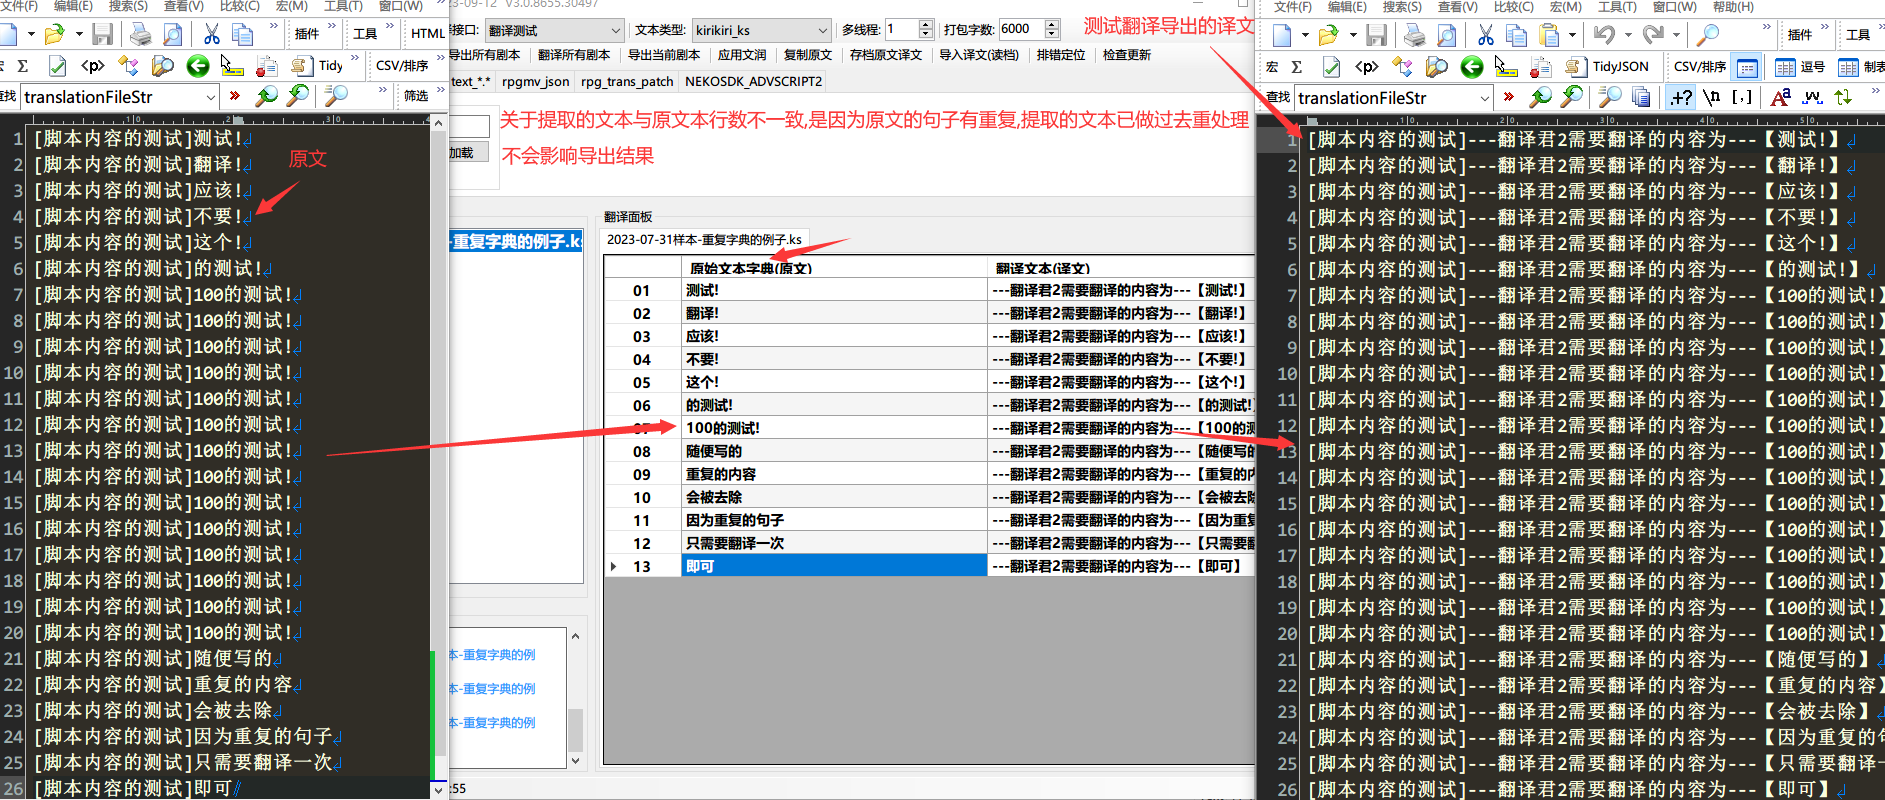 文件(F) 编辑(E) 搜索(S) 查看(V) 比较(C) 宏(M) 工具(T) 窗口(W)
插件 工具 HTML
Σ <p> Tidy CSV/排序
找 translationFileStr 筛选
1 [脚本内容的测试]测试!
2 [脚本内容的测试]翻译!
3 [脚本内容的测试]应该!
4 [脚本内容的测试]不要!
5 [脚本内容的测试]这个!
6 [脚本内容的测试]的测试!
7 [脚本内容的测试]100的测试!
8 [脚本内容的测试]100的测试!
9 [脚本内容的测试]100的测试!
10 [脚本内容的测试]100的测试!
11 [脚本内容的测试]100的测试!
12 [脚本内容的测试]100的测试!
13 [脚本内容的测试]100的测试!
14 [脚本内容的测试]100的测试!
15 [脚本内容的测试]100的测试!
16 [脚本内容的测试]100的测试!
17 [脚本内容的测试]100的测试!
18 [脚本内容的测试]100的测试!
19 [脚本内容的测试]100的测试!
20 [脚本内容的测试]100的测试!
21 [脚本内容的测试]随便写的
22 [脚本内容的测试]重复的内容
23 [脚本内容的测试]会被去除
24 [脚本内容的测试]因为重复的句子
25 [脚本内容的测试]只需要翻译一次
26 [脚本内容的测试]即可
原文
23-09-12 V3.0.8655.30497
接口: 翻译测试 文本类型: kirikiri_ks 多线程: 1 打包字数: 6000
导出所有剧本 翻译所有剧本 导出当前剧本 应用文润 复制原文 存档原文译文 导入译文(读档) 排错定位 检查更新
text_*.* rpgmv_json rpg_trans_patch NEKOSDK_ADVSCRIPT2
关于提取的文本与原文本行数不一致,是因为原文的句子有重复,提取的文本已做过去重处理
加载
不会影响导出结果
翻译面板
-重复字典的例子.ks
2023-07-31样本-重复字典的例子.ks
原始文本字典(原文) 翻译文本(译文)
01 测试! ---翻译君2需要翻译的内容为---【测试!】
02 翻译! ---翻译君2需要翻译的内容为---【翻译!】
03 应该! ---翻译君2需要翻译的内容为---【应该!】
04 不要! ---翻译君2需要翻译的内容为---【不要!】
05 这个! ---翻译君2需要翻译的内容为---【这个!】
06 的测试! ---翻译君2需要翻译的内容为---【的测试!
07 100的测试! ---翻译君2需要翻译的内容为---【100的测
08 随便写的 ---翻译君2需要翻译的内容为---【随便写的
09 重复的内容 ---翻译君2需要翻译的内容为---【重复的内
10 会被去除 ---翻译君2需要翻译的内容为---【会被去除
11 因为重复的句子 ---翻译君2需要翻译的内容为---【因为重复
12 只需要翻译一次 ---翻译君2需要翻译的内容为---【只需要翻
13 即可 ---翻译君2需要翻译的内容为---【即可】
本-重复字典的例
本-重复字典的例
本-重复字典的例
:55
测试翻译导出的译文
文件(F) 编辑(E) 搜索(S) 查看(V) 比较(C) 宏(M) 工具(T) 窗口(W) 帮助(H)
插件 工具
宏 Σ <p> TidyJSON CSV/排序 逗号 制表
查找 translationFileStr
1 [脚本内容的测试]---翻译君2需要翻译的内容为---【测试!】
2 [脚本内容的测试]---翻译君2需要翻译的内容为---【翻译!】
3 [脚本内容的测试]---翻译君2需要翻译的内容为---【应该!】
4 [脚本内容的测试]---翻译君2需要翻译的内容为---【不要!】
5 [脚本内容的测试]---翻译君2需要翻译的内容为---【这个!】
6 [脚本内容的测试]---翻译君2需要翻译的内容为---【的测试!】
7 [脚本内容的测试]---翻译君2需要翻译的内容为---【100的测试!】
8 [脚本内容的测试]---翻译君2需要翻译的内容为---【100的测试!】
9 [脚本内容的测试]---翻译君2需要翻译的内容为---【100的测试!】
10 [脚本内容的测试]---翻译君2需要翻译的内容为---【100的测试!】
11 [脚本内容的测试]---翻译君2需要翻译的内容为---【100的测试!】
12 [脚本内容的测试]---翻译君2需要翻译的内容为---【100的测试!】
13 [脚本内容的测试]---翻译君2需要翻译的内容为---【100的测试!】
14 [脚本内容的测试]---翻译君2需要翻译的内容为---【100的测试!】
15 [脚本内容的测试]---翻译君2需要翻译的内容为---【100的测试!】
16 [脚本内容的测试]---翻译君2需要翻译的内容为---【100的测试!】
17 [脚本内容的测试]---翻译君2需要翻译的内容为---【100的测试!】
18 [脚本内容的测试]---翻译君2需要翻译的内容为---【100的测试!】
19 [脚本内容的测试]---翻译君2需要翻译的内容为---【100的测试!】
20 [脚本内容的测试]---翻译君2需要翻译的内容为---【100的测试!】
21 [脚本内容的测试]---翻译君2需要翻译的内容为---【随便写的】
22 [脚本内容的测试]---翻译君2需要翻译的内容为---【重复的内容】
23 [脚本内容的测试]---翻译君2需要翻译的内容为---【会被去除】
24 [脚本内容的测试]---翻译君2需要翻译的内容为---【因为重复的句
25 [脚本内容的测试]---翻译君2需要翻译的内容为---【只需要翻译一
26 [脚本内容的测试]---翻译君2需要翻译的内容为---【即可】